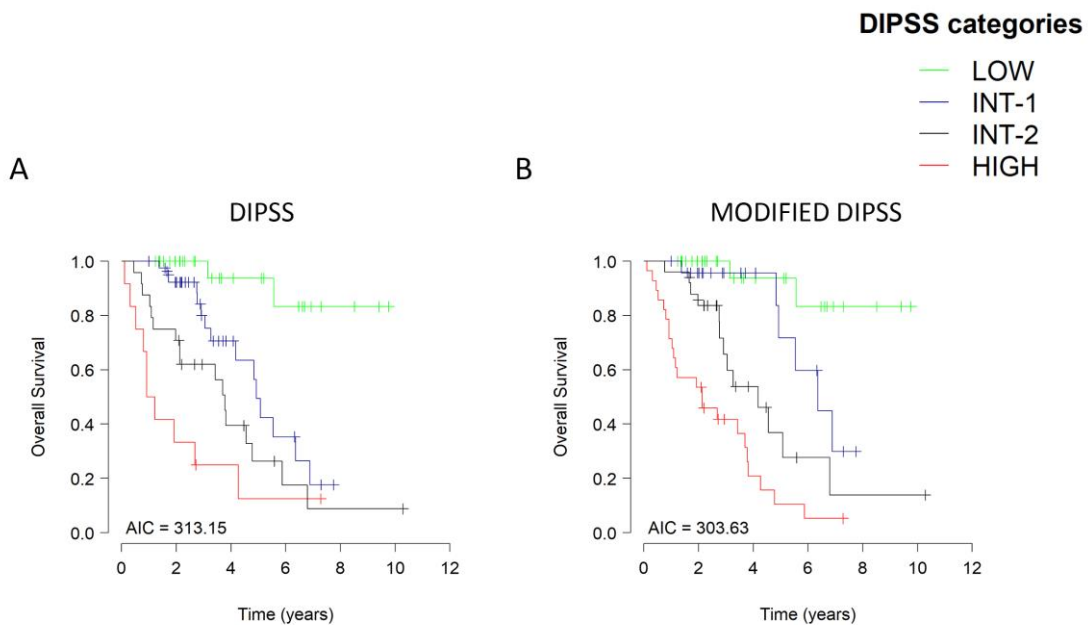 DIPSS categories
LOW
INT-1
INT-2
HIGH
A
B
DIPSS
MODIFIED DIPSS
Overall Survival
1.0
0.8
0.6
0.4
0.2
0.0
AIC = 313.15
0 2 4 6 8 10 12
Time (years)
Overall Survival
1.0
0.8
0.6
0.4
0.2
0.0
AIC = 303.63
0 2 4 6 8 10 12
Time (years)